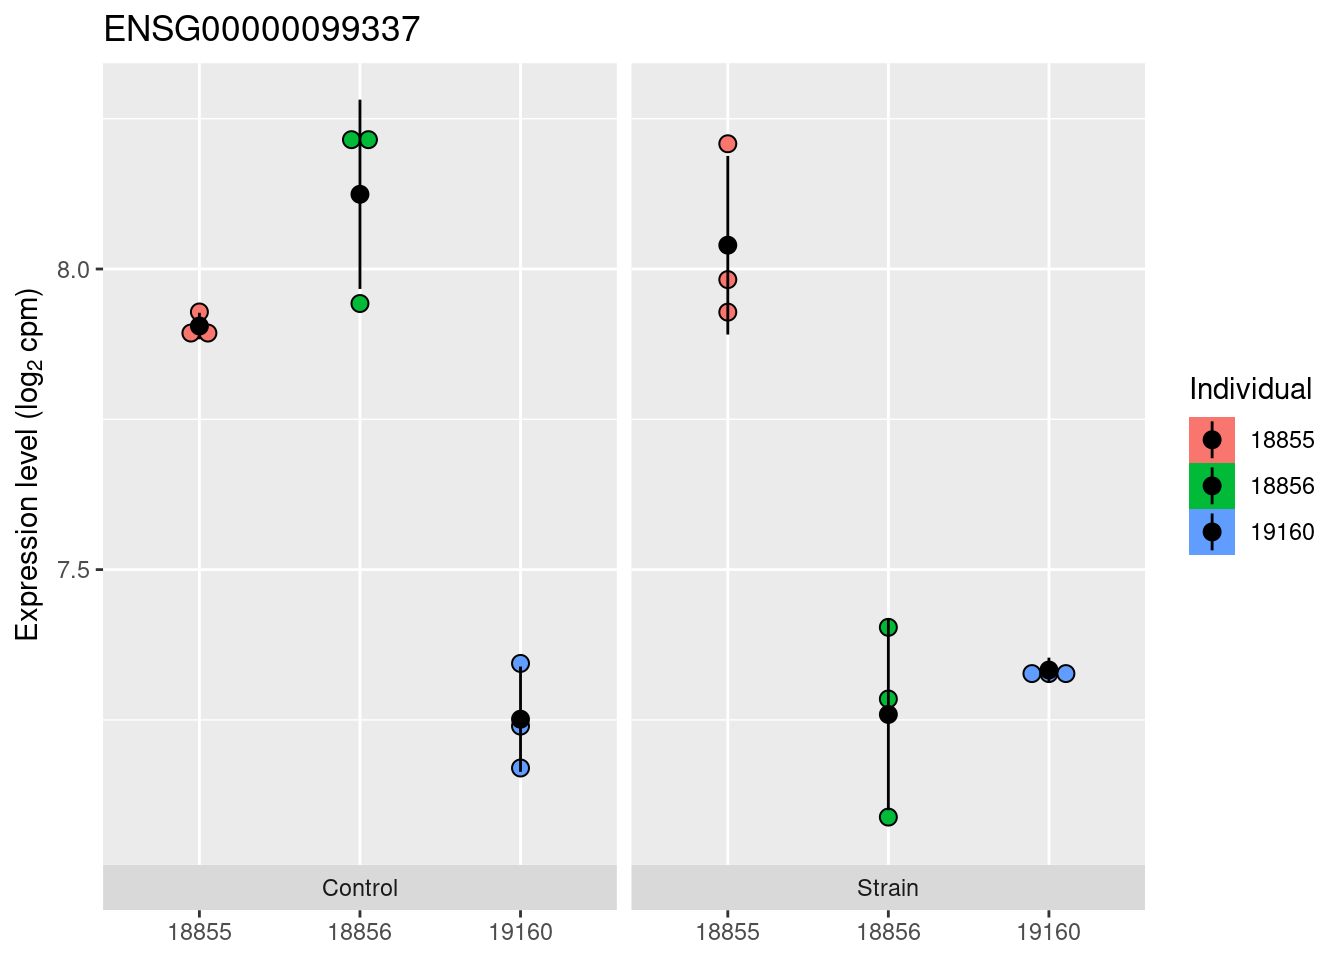 ENSG00000099337
Expression level (log₂ cpm)
8.0
7.5
Control
Strain
18855
18856
19160
18855
18856
19160
Individual
18855
18856
19160